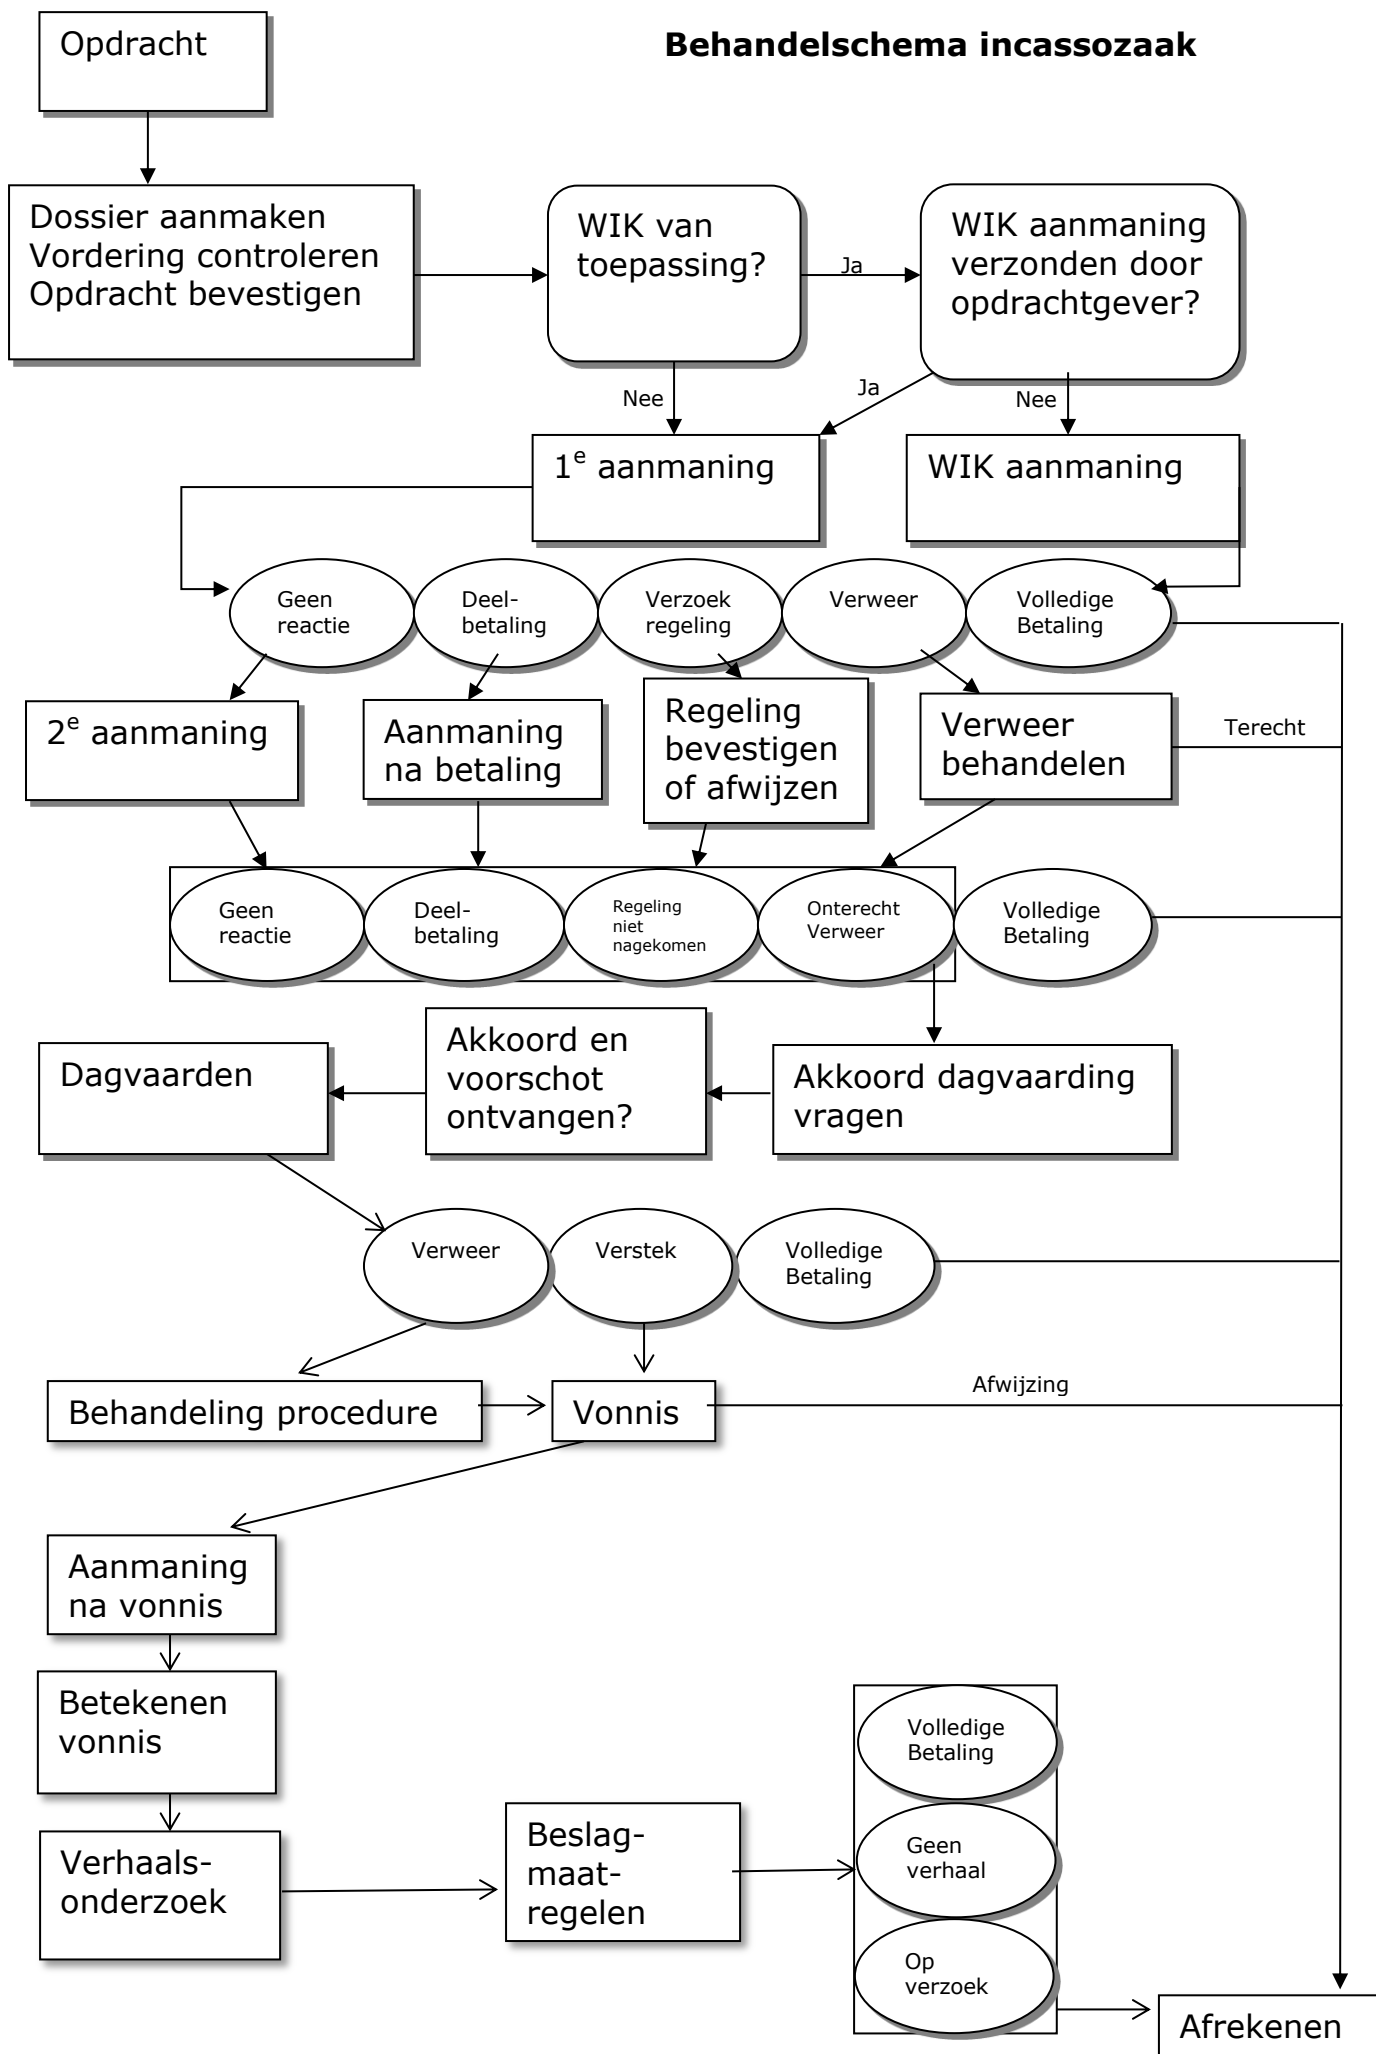 Opdracht
Behandelschema incassozaak
Dossier aanmaken
Vordering controleren
Opdracht bevestigen
WIK van
toepassing?
Ja
WIK aanmaning
verzonden door
opdrachtgever?
Nee
Ja
Nee
1e aanmaning
WIK aanmaning
Geen
reactie
Deel-
betaling
Verzoek
regeling
Verweer
Volledige
Betaling
2e aanmaning
Aanmaning
na betaling
Regeling
bevestigen
of afwijzen
Verweer
behandelen
Terecht
Geen
reactie
Deel-
betaling
Regeling
niet
nagekomen
Onterecht
Verweer
Volledige
Betaling
Dagvaarden
Akkoord en
voorschot
ontvangen?
Akkoord dagvaarding
vragen
Verweer
Verstek
Volledige
Betaling
Behandeling procedure
Vonnis
Afwijzing
Aanmaning
na vonnis
Betekenen
vonnis
Verhaals-
onderzoek
Beslag-
maat-
regelen
Volledige
Betaling
Geen
verhaal
Op
verzoek
Afrekenen